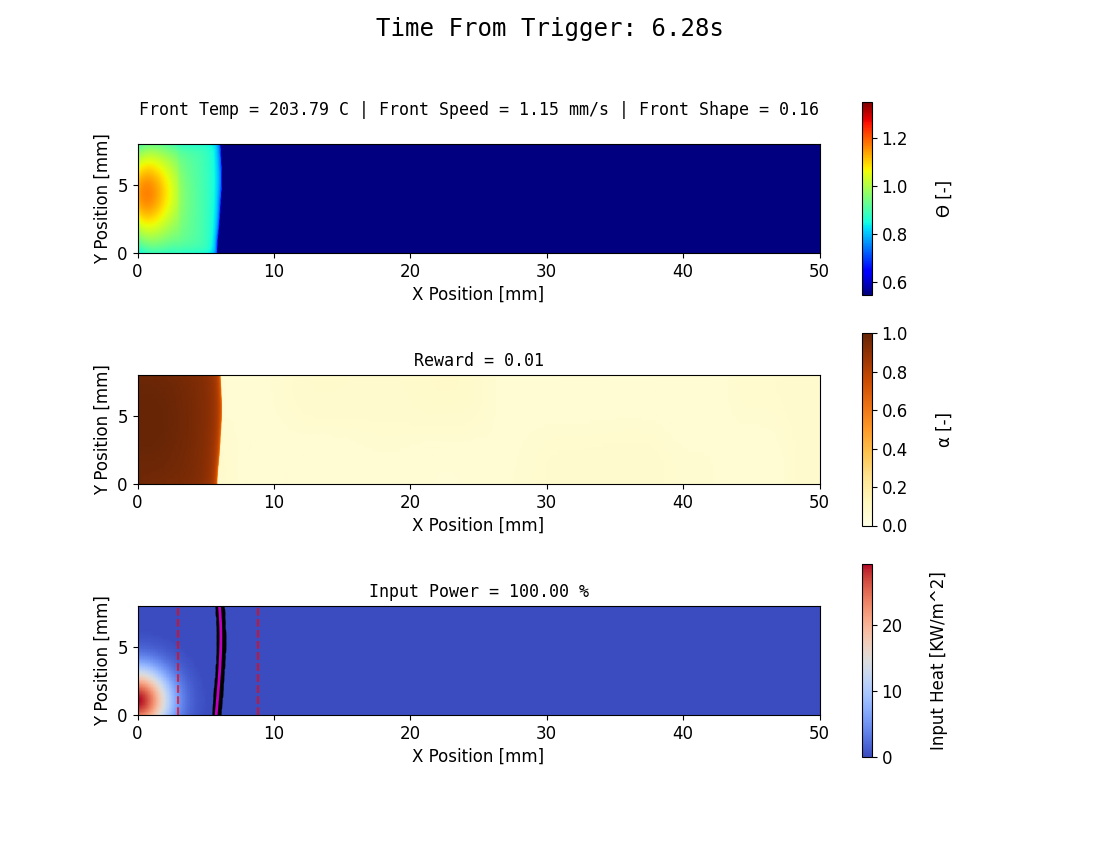 Time From Trigger: 6.28s
Front Temp = 203.79 C | Front Speed = 1.15 mm/s | Front Shape = 0.16
Y Position [mm]
5
0
0 10 20 30 40 50
X Position [mm]
1.2
1.0
0.8
0.6
Θ [-]
Reward = 0.01
Y Position [mm]
5
0
0 10 20 30 40 50
X Position [mm]
1.0
0.8
0.6
0.4
0.2
0.0
α [-]
Input Power = 100.00 %
Y Position [mm]
5
0
0 10 20 30 40 50
X Position [mm]
20
10
0
Input Heat [KW/m^2]